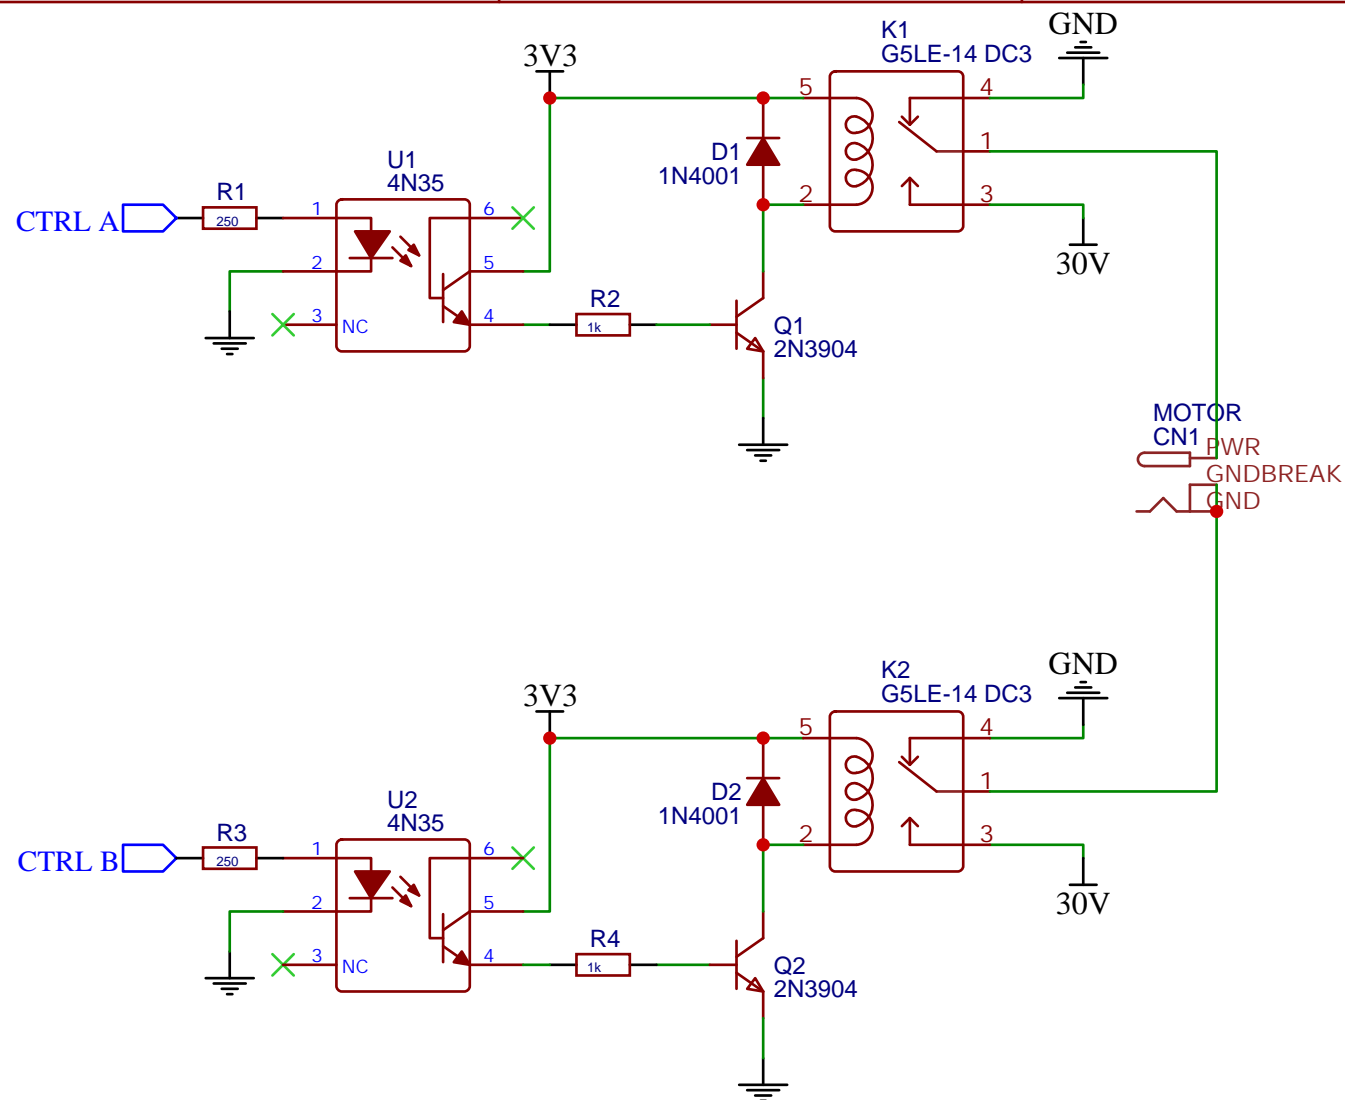 K1
G5LE-14 DC3
GND
3V3
5
4
D1
1N4001
1
U1
4N35
2
3
R1
250
CTRL A
1
6
30V
2
5
3
NC
4
R2
1k
Q1
2N3904
MOTOR
CN1
PWR
GNDBREAK
GND
K2
G5LE-14 DC3
GND
3V3
5
4
D2
1N4001
1
U2
4N35
2
3
R3
250
CTRL B
1
6
30V
2
5
3
NC
4
R4
1k
Q2
2N3904